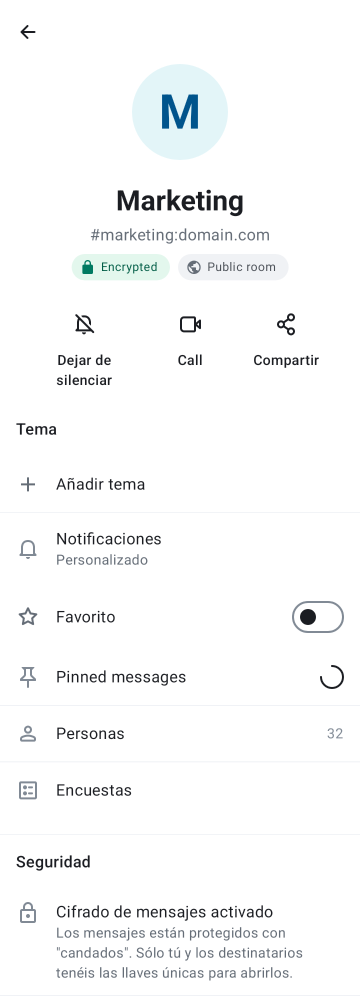 M
Marketing
#marketing:domain.com
Encrypted Public room
Dejar de silenciar Call Compartir
Tema
Añadir tema
Notificaciones
Personalizado
Favorito
Pinned messages
Personas 32
Encuestas
Seguridad
Cifrado de mensajes activado
Los mensajes están protegidos con
"candados". Sólo tú y los destinatarios
tenéis las llaves únicas para abrirlos.